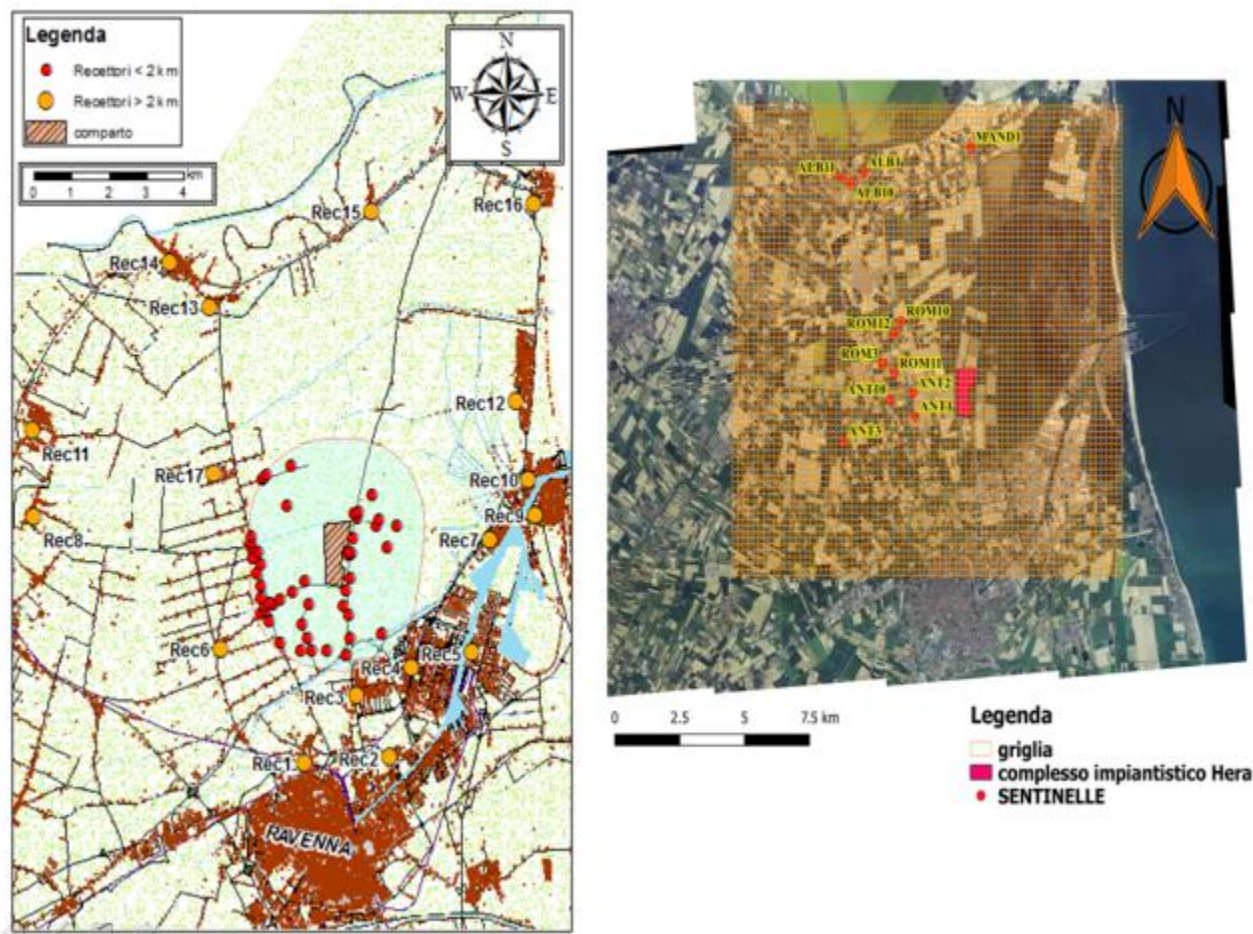 Legenda
Recettori < 2 km
Recettori > 2 km
comparto
0 1 2 3 4 km
N
W E
S
Rec15
Rec16
Rec14
Rec13
Rec12
Rec11
Rec17
Rec10
Rec9
Rec8
Rec7
Rec6
Rec5
Rec4
Rec3
Rec2
Rec1
RAVENNA
N
MAND1
ALB1
ALB11
ALB10
ROM10
ROM12
ROM3
ROM11
ANT2
ANT10
ANT1
ANT3
0 2.5 5 7.5 km
Legenda
griglia
complesso impiantistico Hera
SENTINELLE